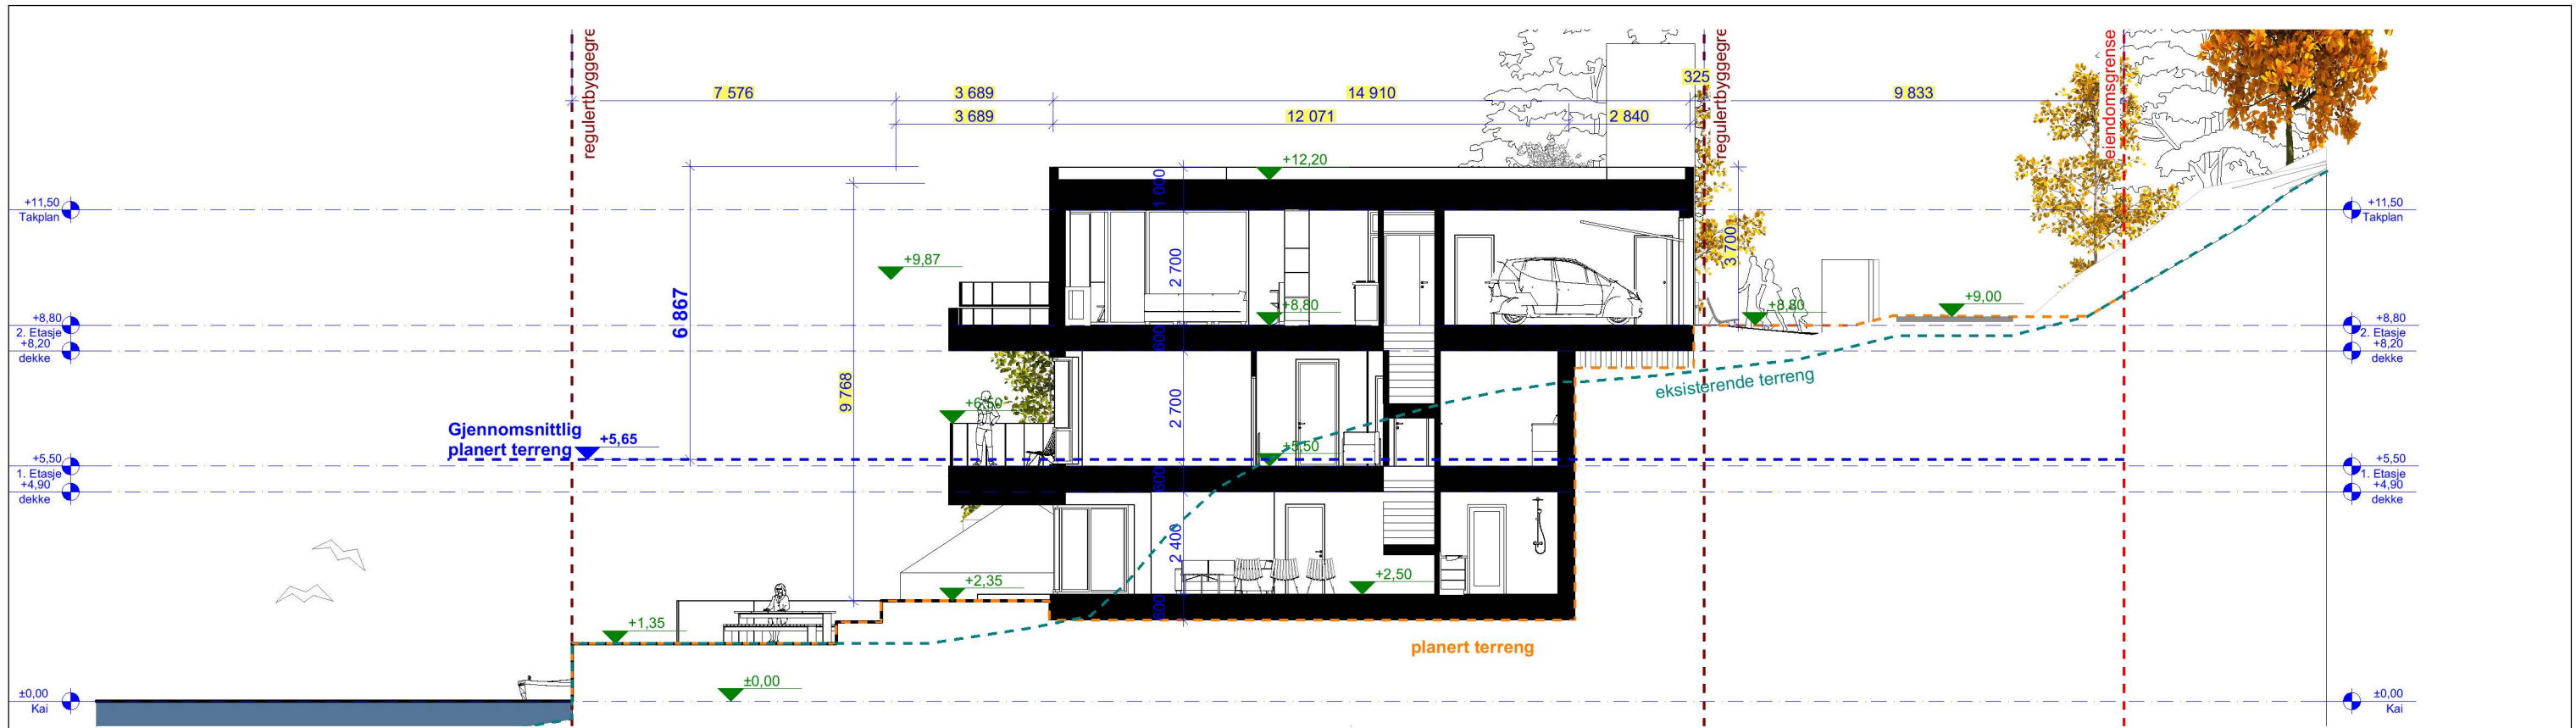 regulertbyggegre
regulertbyggegre
eiendomsgrense
325
7 576
3 689
14 910
9 833
3 689
12 071
2 840
+12,20
1 000
+11,50
Takplan
+11,50
Takplan
3 700
+9,87
2 700
6 867
+8,80
+8,80
+9,00
+8,80
2. Etasje
+8,20
dekke
600
+8,80
2. Etasje
+8,20
dekke
9 768
eksisterende terreng
+6,50
2 700
Gjennomsnittlig
planert terreng
+5,65
+5,50
+5,50
1. Etasje
+4,90
dekke
600
+5,50
1. Etasje
+4,90
dekke
2 400
+2,35
+2,50
600
+1,35
planert terreng
±0,00
±0,00
Kai
±0,00
Kai